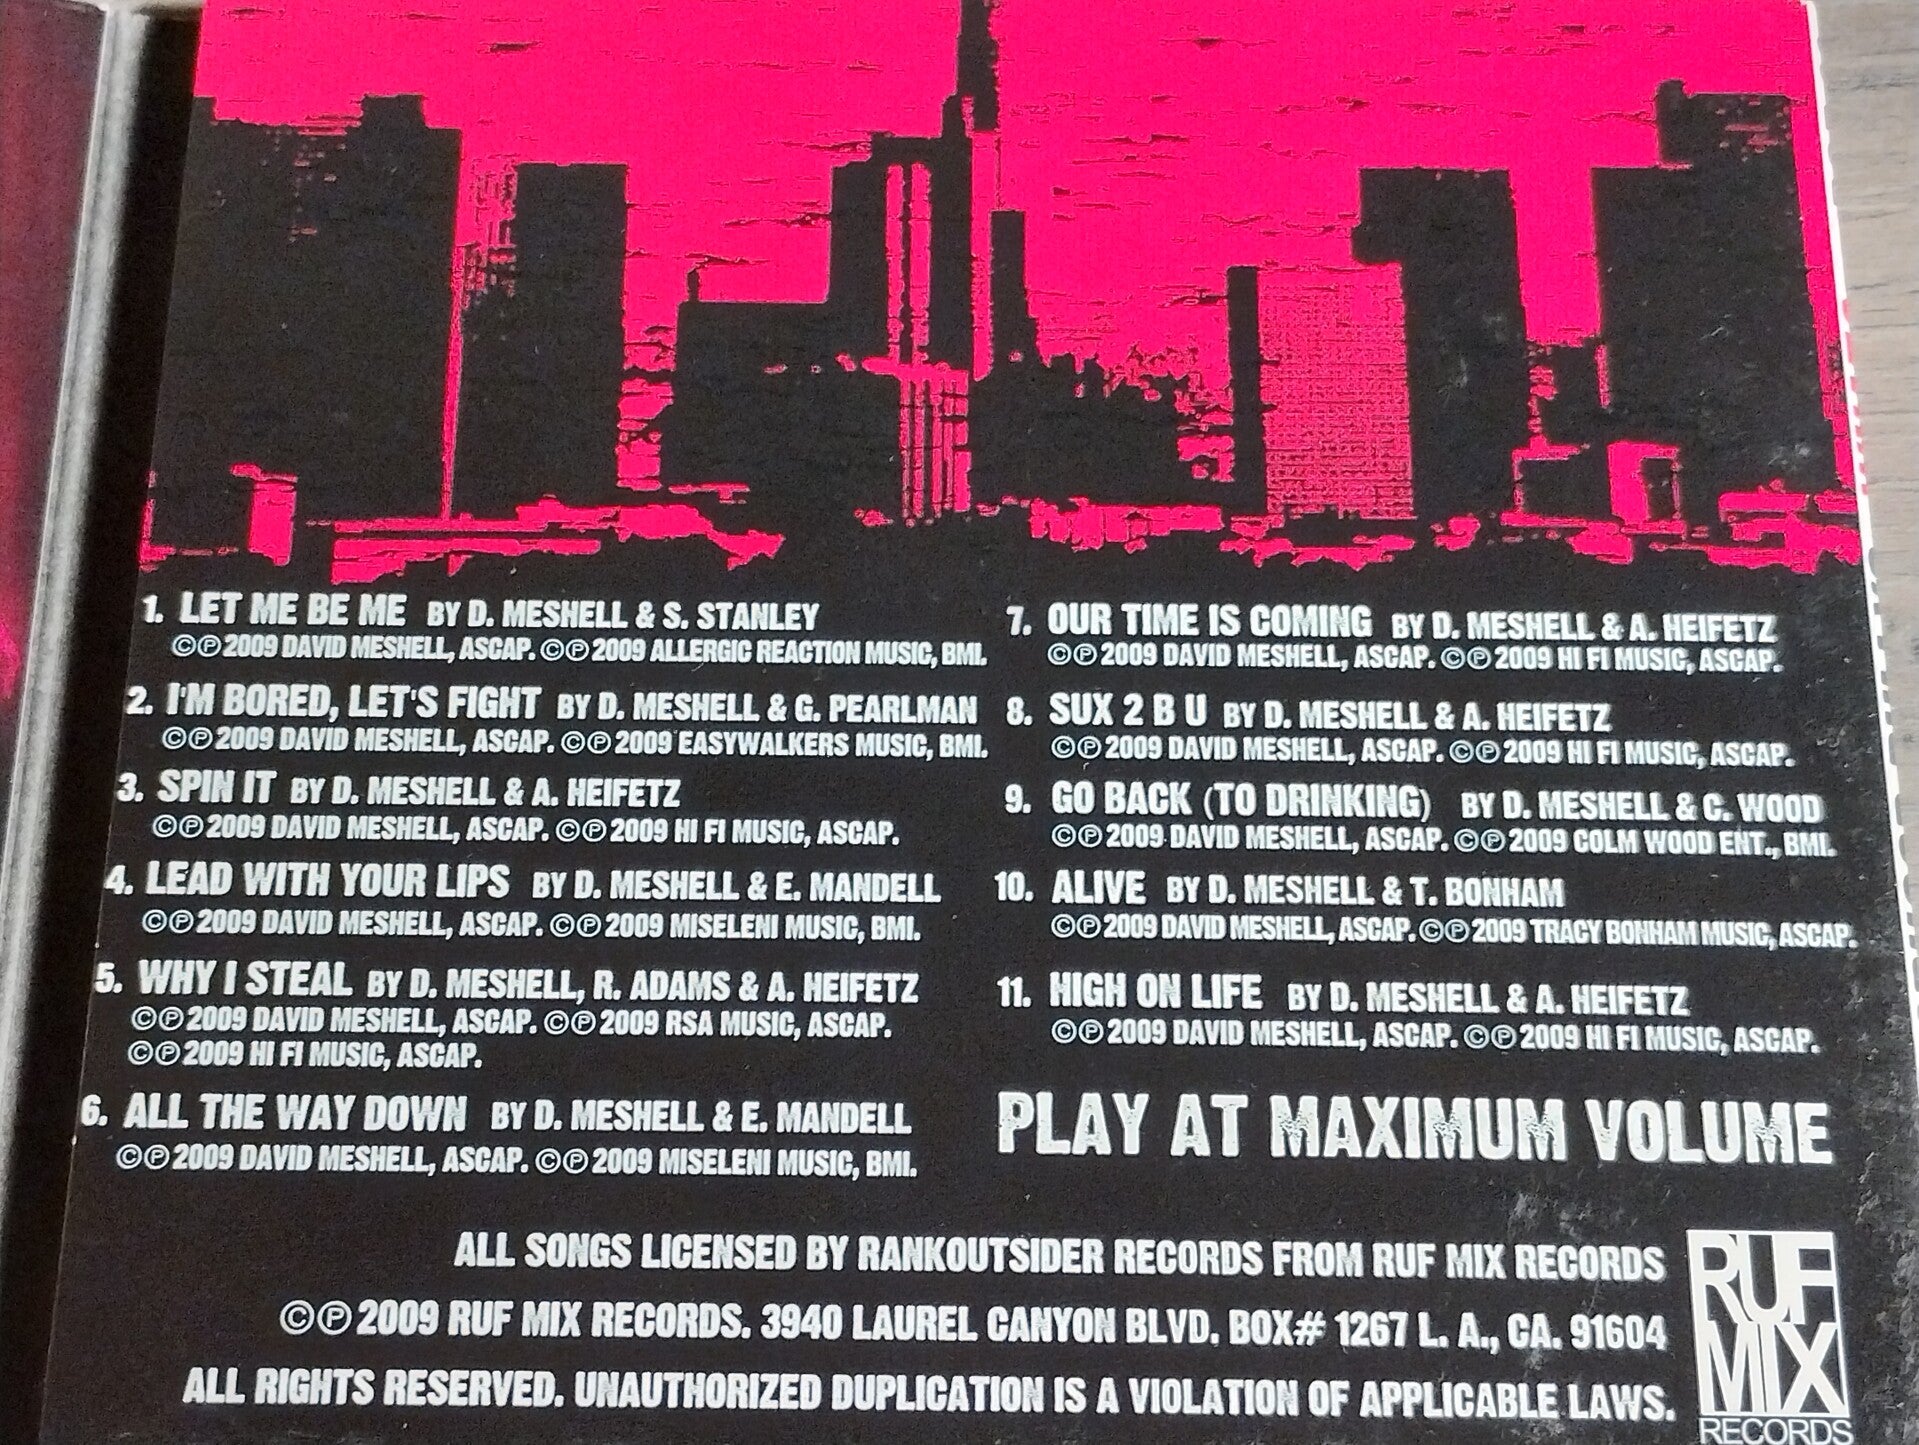 1. LET ME BE ME BY D. MESHELL & S. STANLEY
©℗ 2009 DAVID MESHELL, ASCAP. ©℗ 2009 ALLERGIC REACTION MUSIC, BMI.
2. I'M BORED, LET'S FIGHT BY D. MESHELL & G. PEARLMAN
©℗ 2009 DAVID MESHELL, ASCAP. ©℗ 2009 EASYWALKERS MUSIC, BMI.
3. SPIN IT BY D. MESHELL & A. HEIFETZ
©℗ 2009 DAVID MESHELL, ASCAP. ©℗ 2009 HI FI MUSIC, ASCAP.
4. LEAD WITH YOUR LIPS BY D. MESHELL & E. MANDELL
©℗ 2009 DAVID MESHELL, ASCAP. ©℗ 2009 MISELENI MUSIC, BMI.
5. WHY I STEAL BY D. MESHELL, R. ADAMS & A. HEIFETZ
©℗ 2009 DAVID MESHELL, ASCAP. ©℗ 2009 RSA MUSIC, ASCAP.
©℗ 2009 HI FI MUSIC, ASCAP.
6. ALL THE WAY DOWN BY D. MESHELL & E. MANDELL
©℗ 2009 DAVID MESHELL, ASCAP. ©℗ 2009 MISELENI MUSIC, BMI.
7. OUR TIME IS COMING BY D. MESHELL & A. HEIFETZ
©℗ 2009 DAVID MESHELL, ASCAP. ©℗ 2009 HI FI MUSIC, ASCAP.
8. SUX 2 B U BY D. MESHELL & A. HEIFETZ
©℗ 2009 DAVID MESHELL, ASCAP. ©℗ 2009 HI FI MUSIC, ASCAP.
9. GO BACK (TO DRINKING) BY D. MESHELL & C. WOOD
©℗ 2009 DAVID MESHELL, ASCAP. ©℗ 2009 COLM WOOD ENT., BMI.
10. ALIVE BY D. MESHELL & T. BONHAM
©℗ 2009 DAVID MESHELL, ASCAP. ©℗ 2009 TRACY BONHAM MUSIC, ASCAP.
11. HIGH ON LIFE BY D. MESHELL & A. HEIFETZ
©℗ 2009 DAVID MESHELL, ASCAP. ©℗ 2009 HI FI MUSIC, ASCAP.
PLAY AT MAXIMUM VOLUME
ALL SONGS LICENSED BY RANKOUTSIDER RECORDS FROM RUF MIX RECORDS
©℗ 2009 RUF MIX RECORDS. 3940 LAUREL CANYON BLVD. BOX# 1267 L. A., CA. 91604
ALL RIGHTS RESERVED. UNAUTHORIZED DUPLICATION IS A VIOLATION OF APPLICABLE LAWS.
RUF
MIX
RECORDS